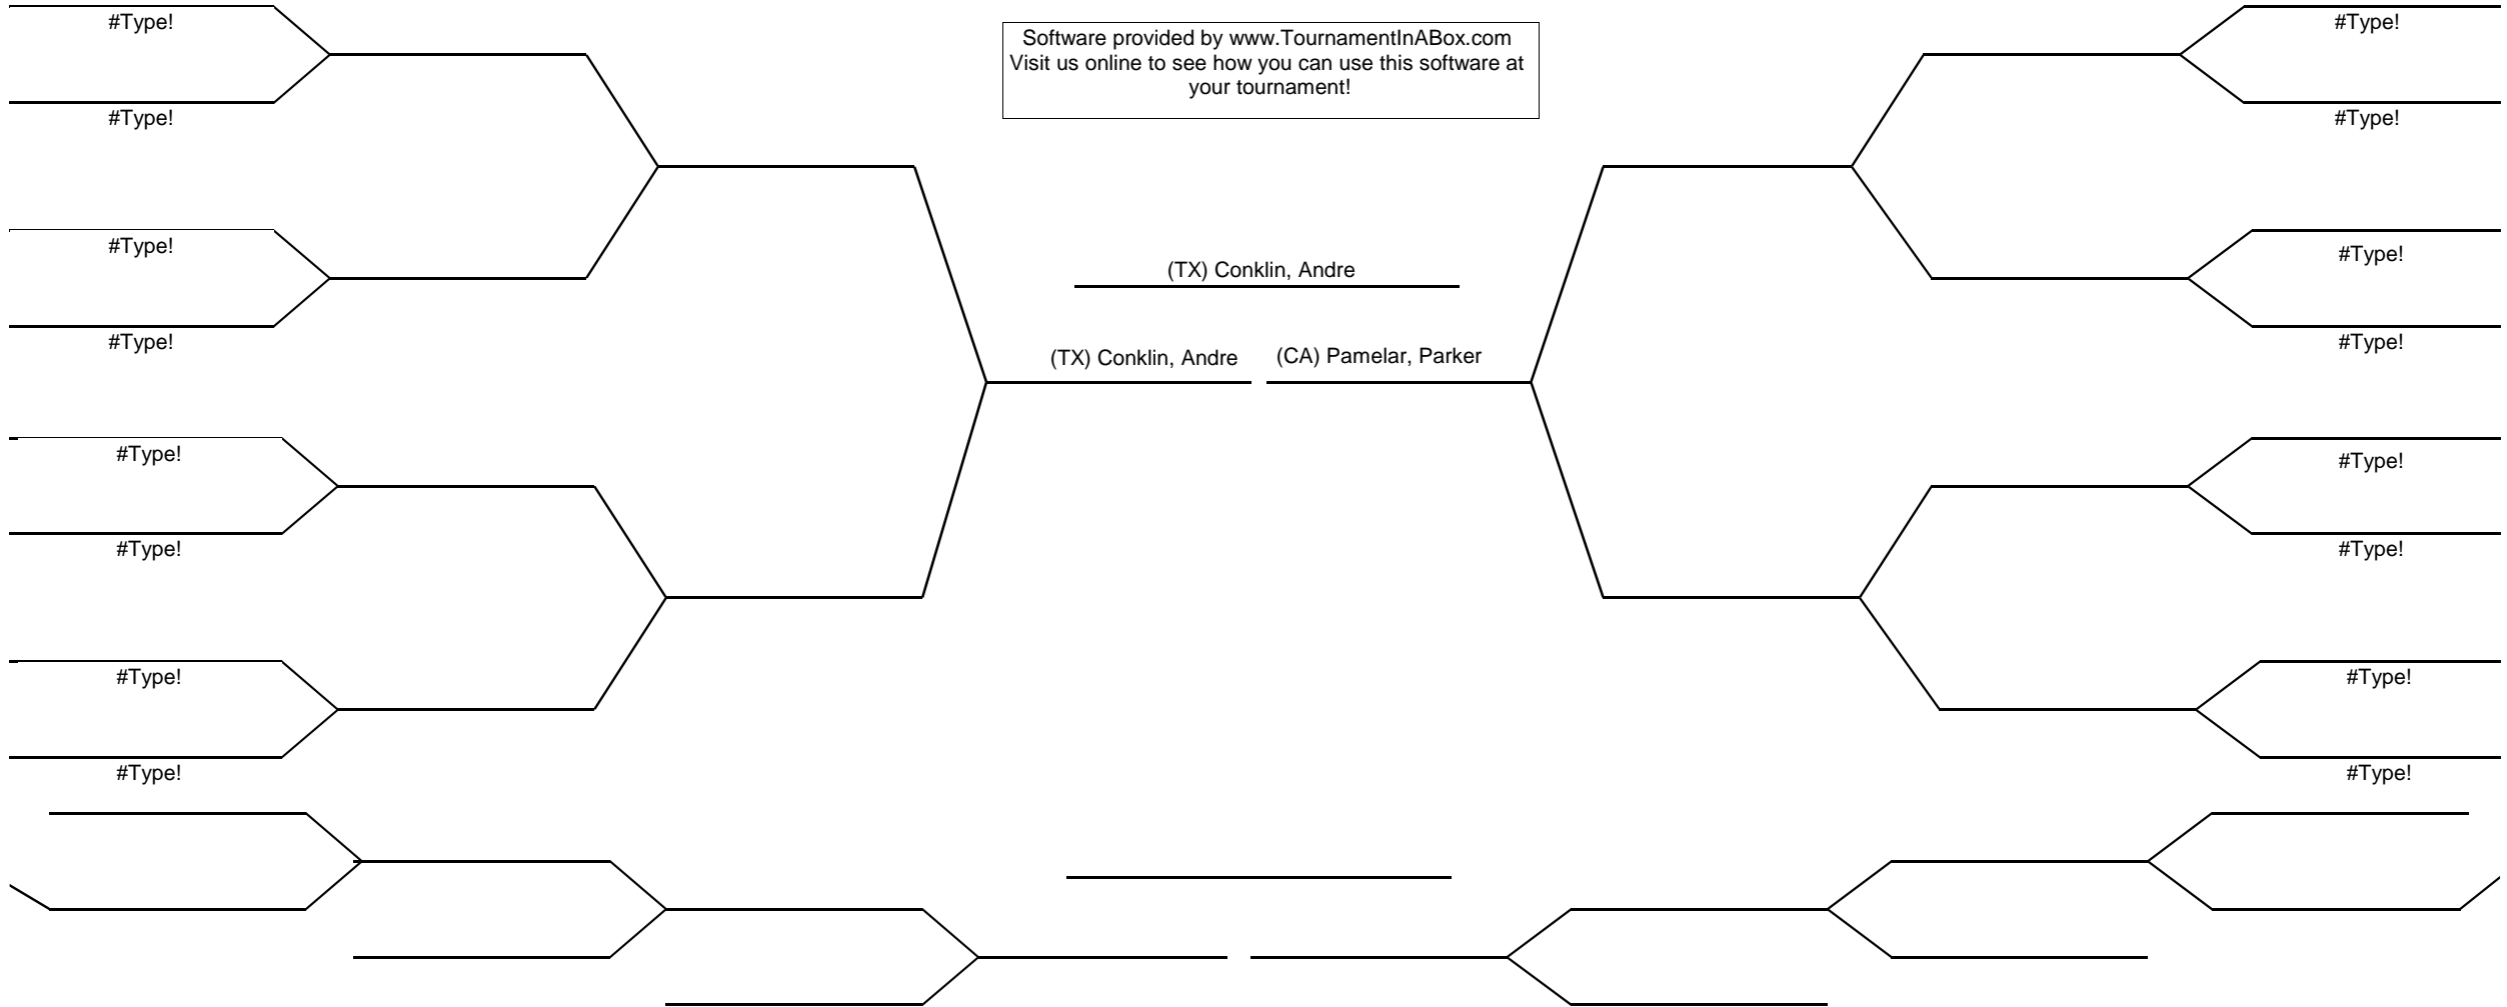 #Type!
#Type!
Software provided by www.TournamentInABox.com
Visit us online to see how you can use this software at
your tournament!
#Type!
#Type!
#Type!
#Type!
(TX) Conklin, Andre
#Type!
#Type!
(TX) Conklin, Andre
(CA) Pamelar, Parker
#Type!
#Type!
#Type!
#Type!
#Type!
#Type!
#Type!
#Type!